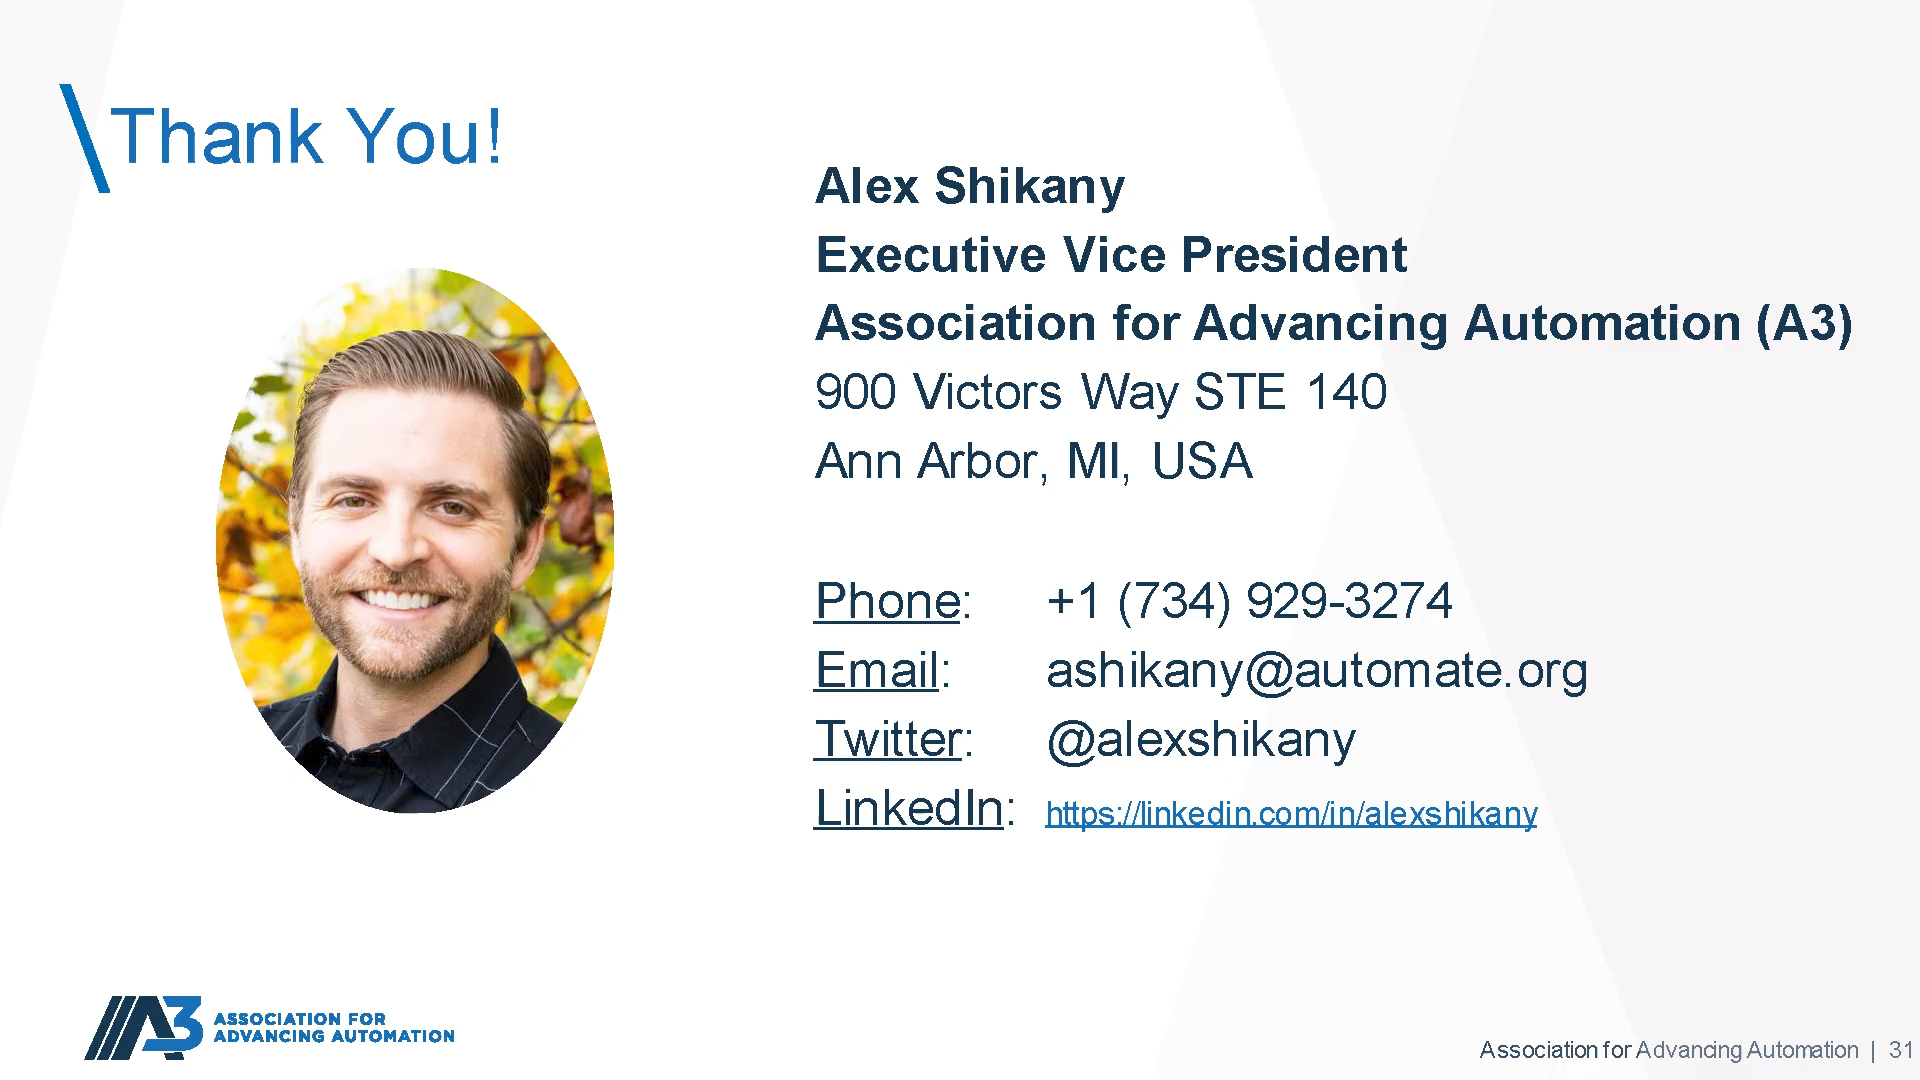 Thank You!
Alex Shikany
Executive Vice President
Association for Advancing Automation (A3)
900 Victors Way STE 140
Ann Arbor, MI, USA
Phone: +1 (734) 929-3274
Email: ashikany@automate.org
Twitter: @alexshikany
LinkedIn: https://linkedin.com/in/alexshikany
A3 ASSOCIATION FOR
ADVANCING AUTOMATION
Association for Advancing Automation | 31